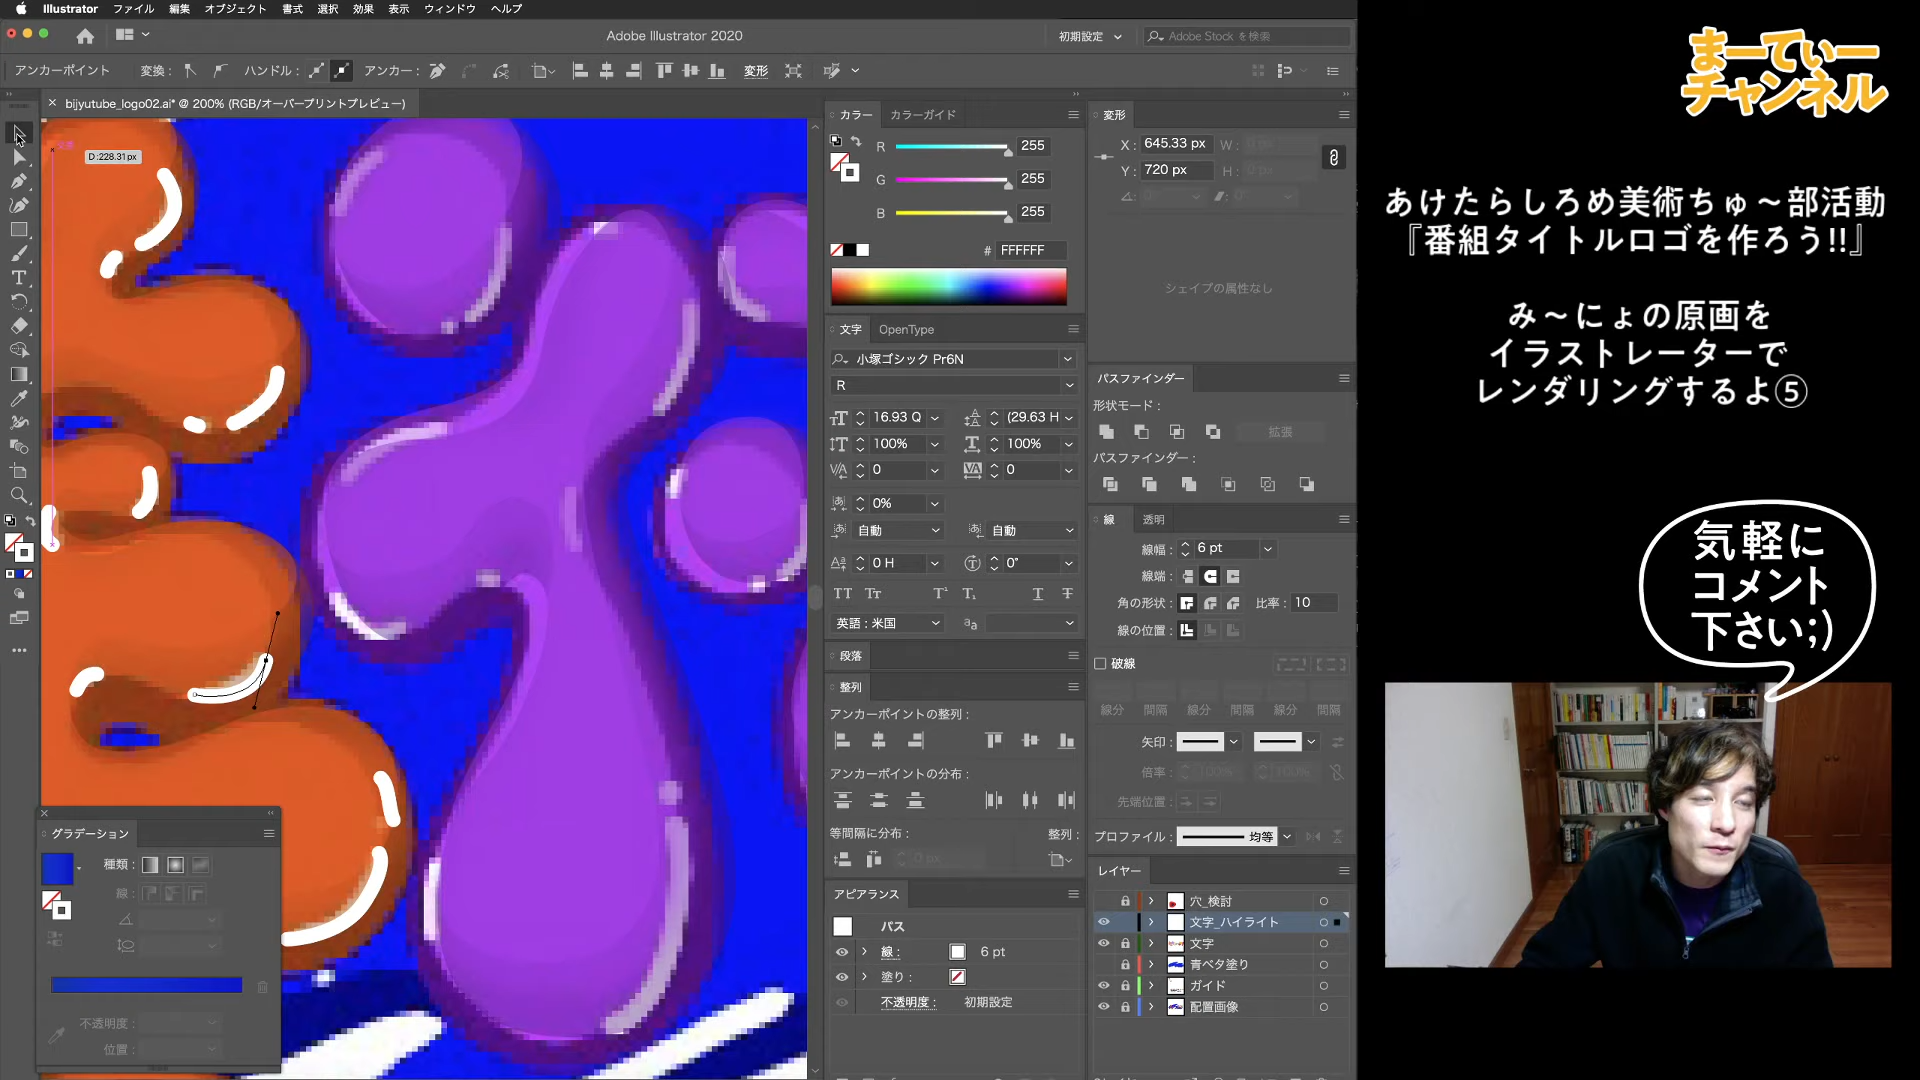 Illustrator ファイル 編集 オブジェクト 書式 選択 効果 表示 ウィンドウ ヘルプ
Adobe Illustrator 2020
初期設定
Adobe Stock を検索
アンカーポイント 変換： ハンドル： アンカー： 変形
× bijyutube_logo02.ai* @ 200% (RGB/オーバープリントプレビュー)
交差
D:228.31px
カラー カラーガイド
R 255
G 255
B 255
# FFFFFF
文字 OpenType
小塚ゴシック Pr6N
R
16.93 Q (29.63 H
100% 100%
0 0
0%
自動 自動
0 H 0°
英語：米国
段落
整列
アンカーポイントの整列：
アンカーポイントの分布：
等間隔に分布： 整列：
0 px
アピアランス
パス
線： 6 pt
塗り：
不透明度： 初期設定
変形
X： 645.33 px W：
Y： 720 px H： 0 px
シェイプの属性なし
パスファインダー
形状モード：
拡張
パスファインダー：
線 透明
線幅： 6 pt
線端：
角の形状： 比率： 10
線の位置：
破線
線分 間隔 線分 間隔 線分 間隔
矢印：
倍率： 100% 100%
先端位置：
プロファイル： 均等
レイヤー
穴_検討
文字_ハイライト
文字
青ベタ塗り
ガイド
配置画像
グラデーション
種類：
線：
不透明度：
位置：
まーてぃー
チャンネル
あけたらしろめ美術ちゅ～部活動
『番組タイトルロゴを作ろう!!』
み～にょの原画を
イラストレーターで
レンダリングするよ⑤
気軽に
コメント
下さい;)